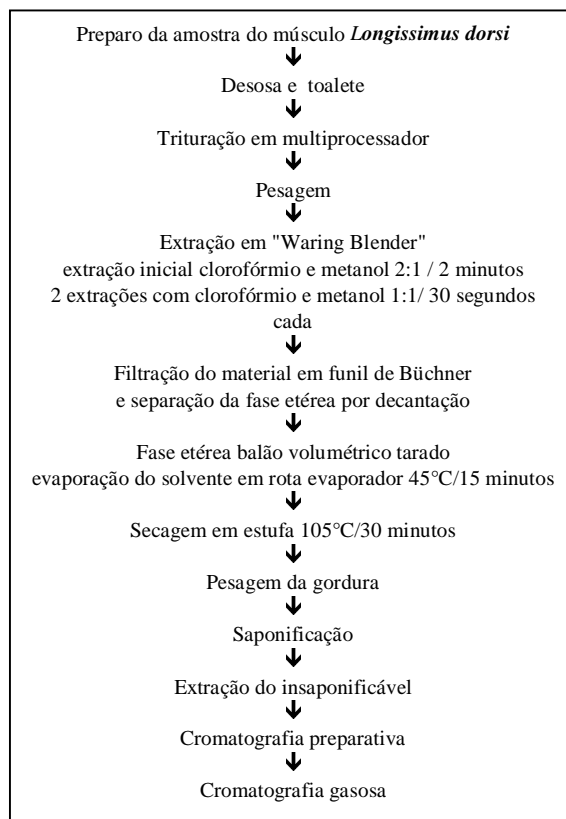 Preparo da amostra do músculo Longissimus dorsi
Desosa e toalete
Trituração em multiprocessador
Pesagem
Extração em "Waring Blender"
extração inicial clorofórmio e metanol 2:1 / 2 minutos
2 extrações com clorofórmio e metanol 1:1/ 30 segundos
cada
Filtração do material em funil de Büchner
e separação da fase etérea por decantação
Fase etérea balão volumétrico tarado
evaporação do solvente em rota evaporador 45°C/15 minutos
Secagem em estufa 105°C/30 minutos
Pesagem da gordura
Saponificação
Extração do insaponificável
Cromatografia preparativa
Cromatografia gasosa